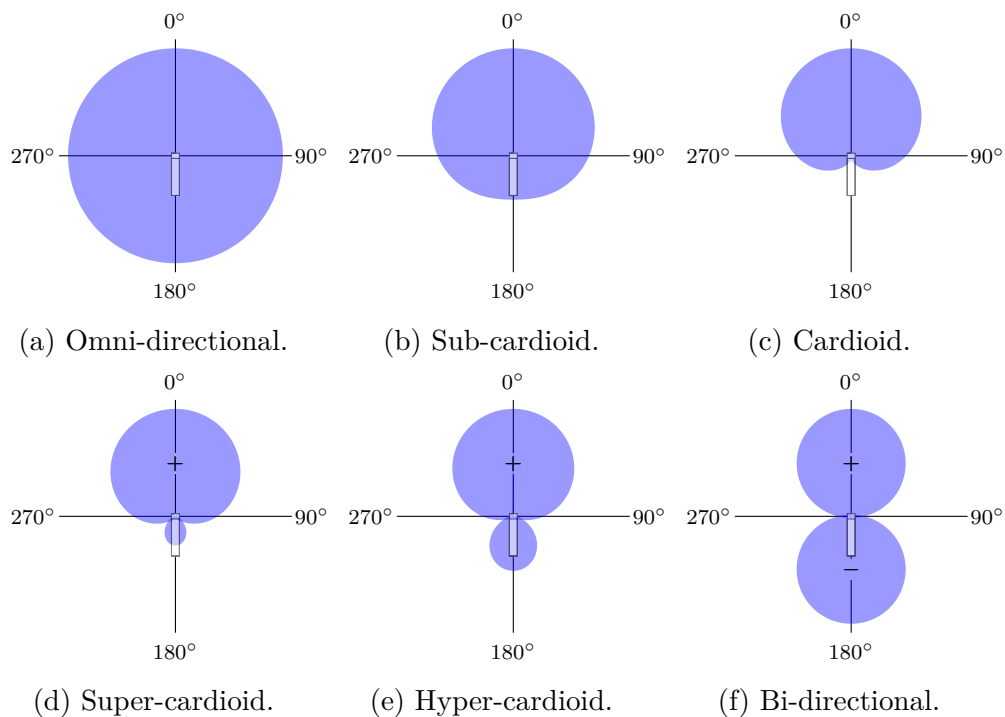 0° 0° 0°
270° 90° 270° 90° 270° 90°
180° 180° 180°
(a) Omni-directional. (b) Sub-cardioid. (c) Cardioid.
0° 0° 0°
+ + +
270° 90° 270° 90° 270° 90°
−
180° 180° 180°
(d) Super-cardioid. (e) Hyper-cardioid. (f) Bi-directional.